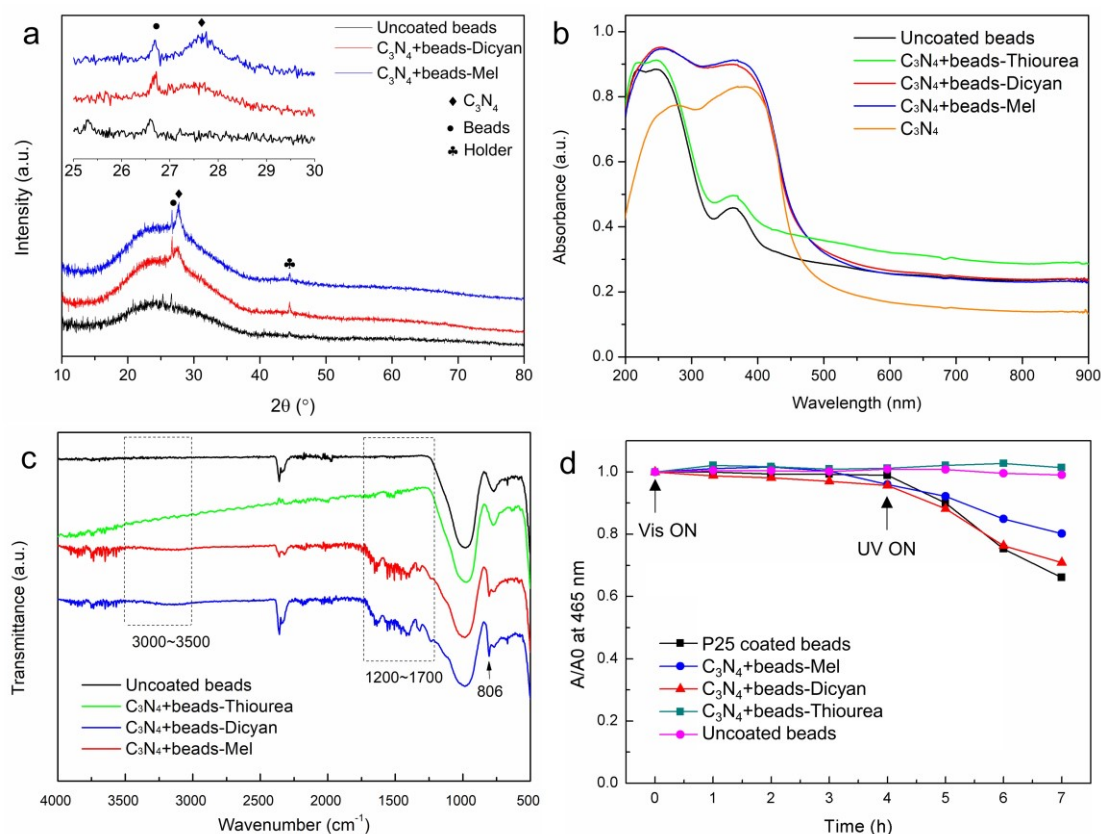 a
Uncoated beads
C₃N₄+beads-Dicyan
C₃N₄+beads-Mel
♦ C₃N₄
● Beads
♣ Holder
25 26 27 28 29 30
Intensity (a.u.)
10 20 30 40 50 60 70 80
2θ (°)
b
Uncoated beads
C₃N₄+beads-Thiourea
C₃N₄+beads-Dicyan
C₃N₄+beads-Mel
C₃N₄
1.0
0.8
0.6
0.4
0.2
0.0
Absorbance (a.u.)
200 300 400 500 600 700 800 900
Wavelength (nm)
c
3000~3500
1200~1700
806
Uncoated beads
C₃N₄+beads-Thiourea
C₃N₄+beads-Dicyan
C₃N₄+beads-Mel
Transmittance (a.u.)
4000 3500 3000 2500 2000 1500 1000 500
Wavenumber (cm⁻¹)
d
1.0
0.8
0.6
0.4
0.2
0.0
Vis ON
UV ON
P25 coated beads
C₃N₄+beads-Mel
C₃N₄+beads-Dicyan
C₃N₄+beads-Thiourea
Uncoated beads
A/A0 at 465 nm
0 1 2 3 4 5 6 7
Time (h)